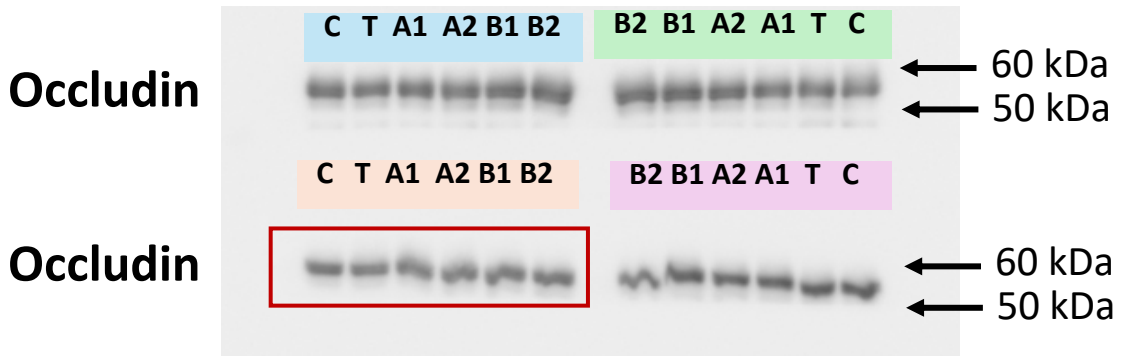 C T A1 A2 B1 B2 B2 B1 A2 A1 T C
Occludin
60 kDa
50 kDa
C T A1 A2 B1 B2 B2 B1 A2 A1 T C
Occludin
60 kDa
50 kDa